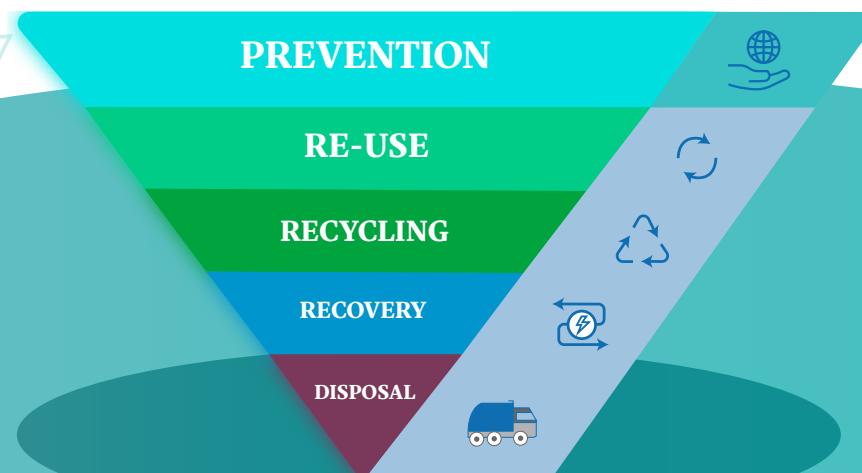 PREVENTION
RE-USE
RECYCLING
RECOVERY
DISPOSAL